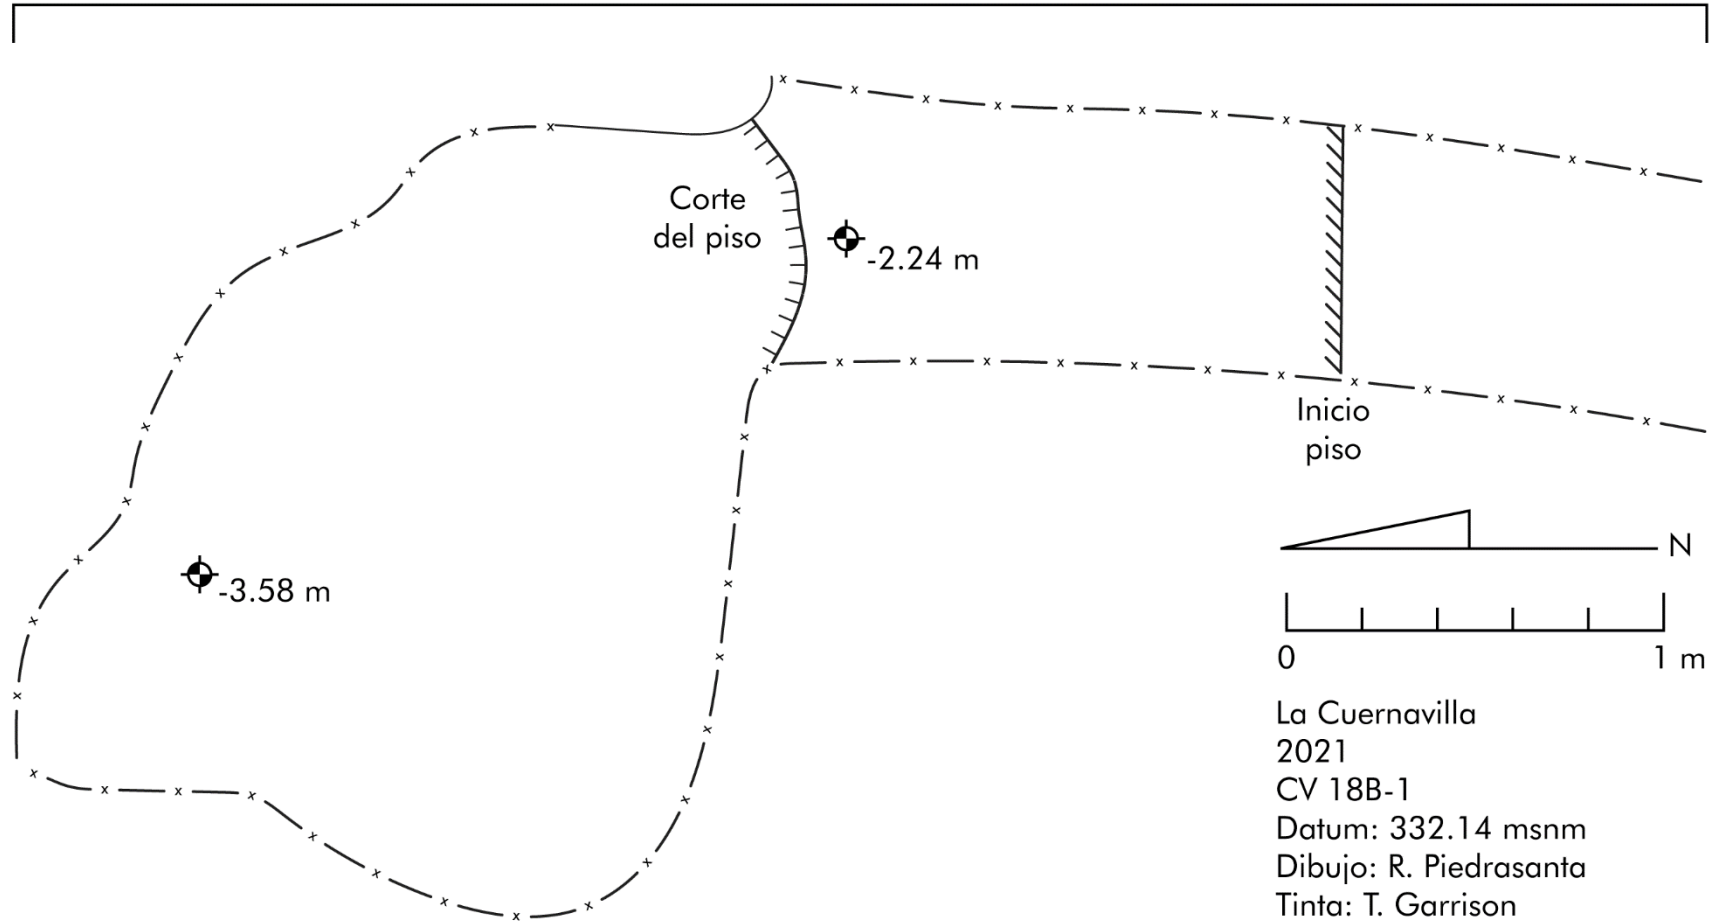 Corte
del piso
-2.24 m
Inicio
piso
N
-3.58 m
0 1 m
La Cuernavilla
2021
CV 18B-1
Datum: 332.14 msnm
Dibujo: R. Piedrasanta
Tinta: T. Garrison